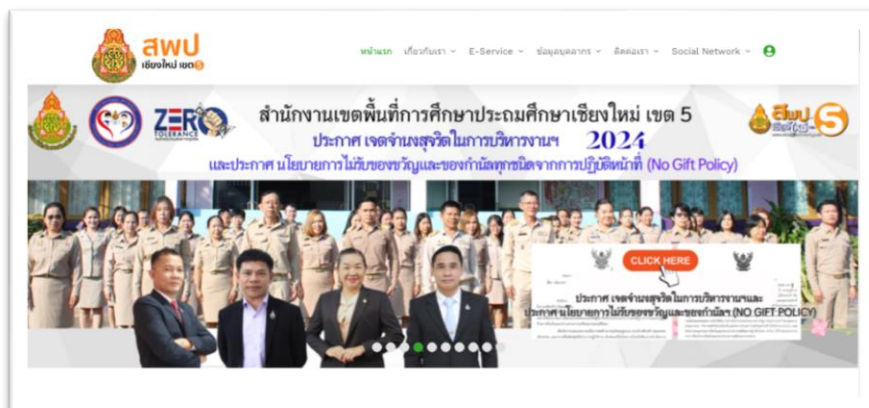 สพป
เชียงใหม่ เขต5
หน้าแรก เกี่ยวกับเรา E-Service ข้อมูลบุคลากร ติดต่อเรา Social Network
ZERO
TOLERANCE
สำนักงานเขตพื้นที่การศึกษาประถมศึกษาเชียงใหม่ เขต 5
ประกาศ เจตจำนงสุจริตในการบริหารงานฯ 2024
และประกาศ นโยบายการไม่รับของขวัญและของกำนัลทุกชนิดจากการปฏิบัติหน้าที่ (No Gift Policy)
สพป 5
เชียงใหม่
CLICK HERE
ประกาศ เจตจำนงสุจริตในการบริหารงานฯและ
ประกาศ นโยบายการไม่รับของขวัญและของกำนัลฯ (NO GIFT POLICY)